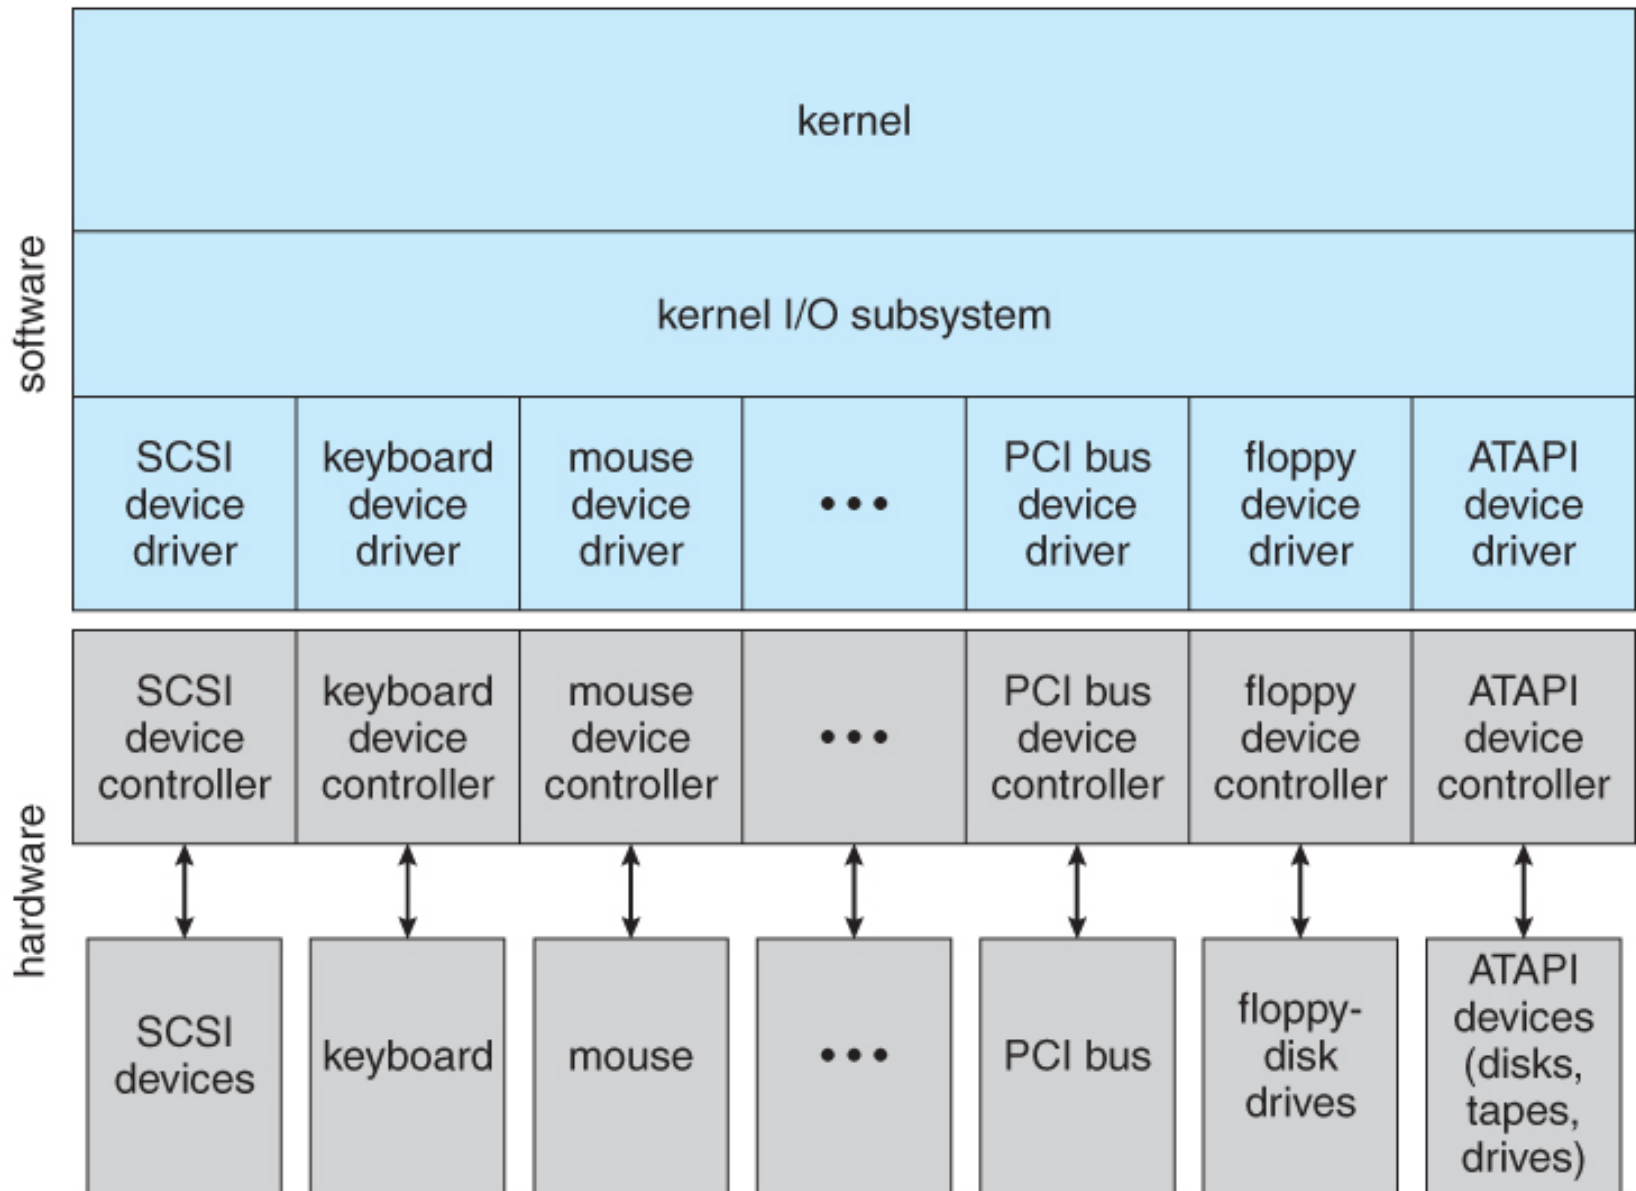 kernel
kernel I/O subsystem
software
SCSI
device
driver
keyboard
device
driver
mouse
device
driver
•••
PCI bus
device
driver
floppy
device
driver
ATAPI
device
driver
hardware
SCSI
device
controller
keyboard
device
controller
mouse
device
controller
•••
PCI bus
device
controller
floppy
device
controller
ATAPI
device
controller
SCSI
devices
keyboard
mouse
•••
PCI bus
floppy-
disk
drives
ATAPI
devices
(disks,
tapes,
drives)